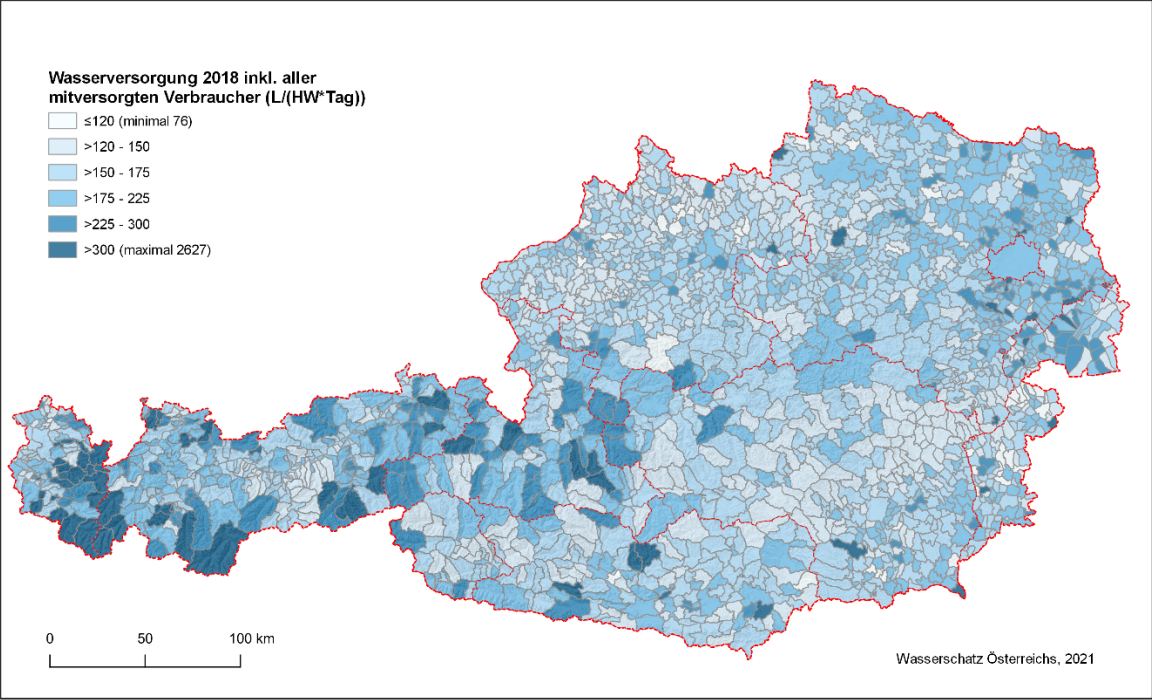 Wasserversorgung 2018 inkl. aller
mitversorgten Verbraucher (L/(HW*Tag))
≤120 (minimal 76)
>120 - 150
>150 - 175
>175 - 225
>225 - 300
>300 (maximal 2627)
0 50 100 km
Wasserschatz Österreichs, 2021